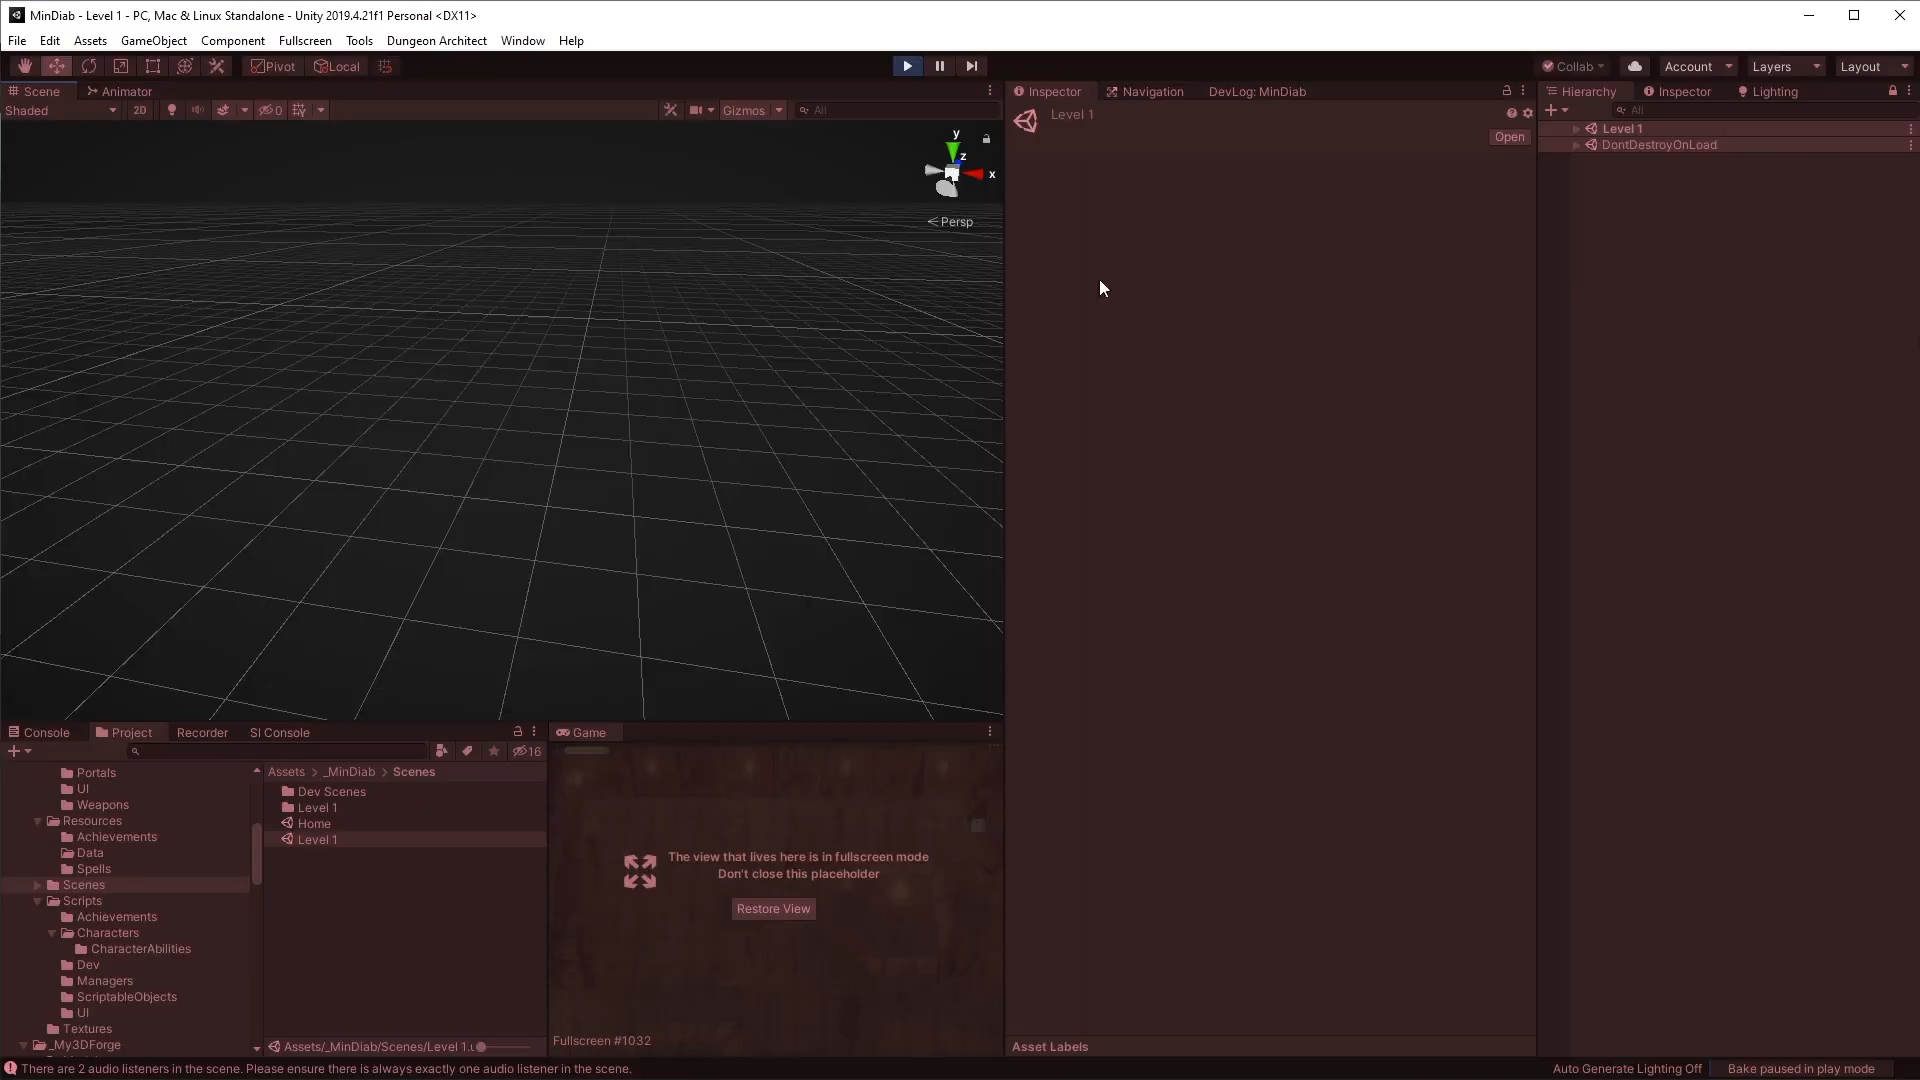 MinDiab - Level 1 - PC, Mac & Linux Standalone - Unity 2019.4.21f1 Personal <DX11>
File Edit Assets GameObject Component Fullscreen Tools Dungeon Architect Window Help
Pivot Local Collab Account Layers Layout
Scene Animator
Shaded 2D 0 Gizmos All
y
z
x
Persp
Inspector Navigation DevLog: MinDiab
Level 1
Open
Hierarchy Inspector Lighting
All
Level 1
DontDestroyOnLoad
Console Project Recorder SI Console
16
Portals
UI
Weapons
Resources
Achievements
Data
Spells
Scenes
Scripts
Achievements
Characters
CharacterAbilities
Dev
Managers
ScriptableObjects
UI
Textures
_My3DForge
Assets > _MinDiab > Scenes
Dev Scenes
Level 1
Home
Level 1
Assets/_MinDiab/Scenes/Level 1.u
Game
The view that lives here is in fullscreen mode
Don't close this placeholder
Restore View
Fullscreen #1032
Asset Labels
There are 2 audio listeners in the scene. Please ensure there is always exactly one audio listener in the scene.
Auto Generate Lighting Off Bake paused in play mode